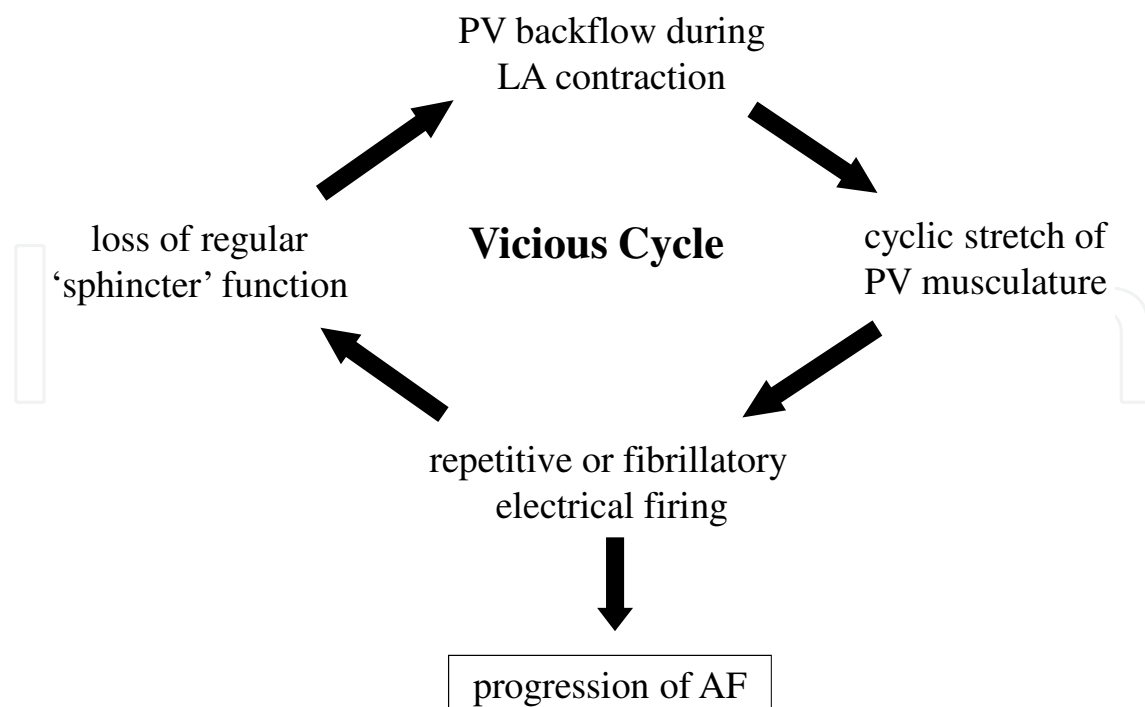 PV backflow during
LA contraction
Vicious Cycle
loss of regular
‘sphincter’ function
cyclic stretch of
PV musculature
repetitive or fibrillatory
electrical firing
progression of AF